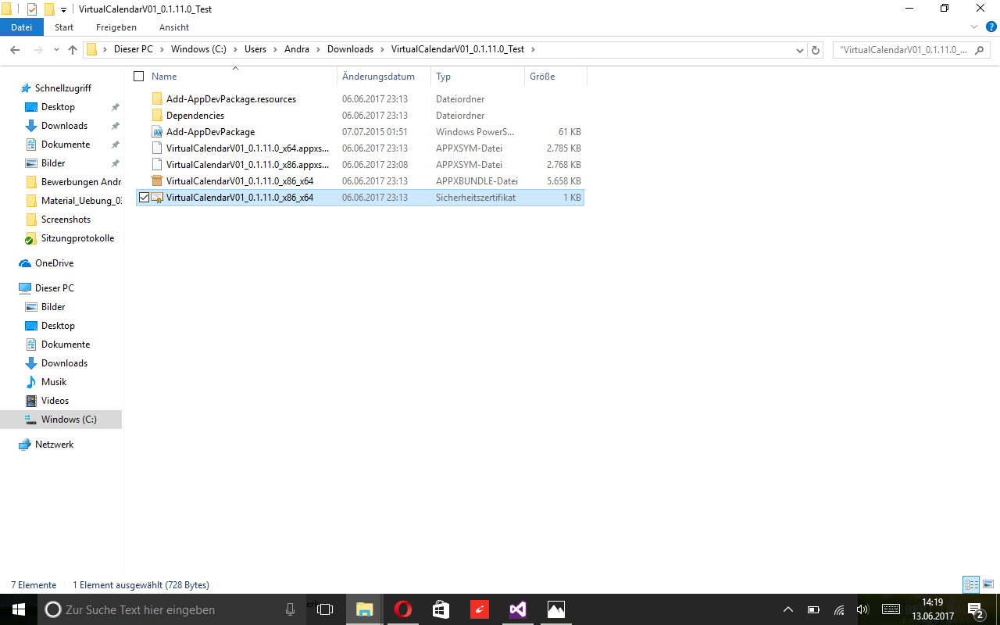 VirtualCalendarV01_0.1.11.0_Test
Datei Start Freigeben Ansicht
Dieser PC Windows (C:) Users Andra Downloads VirtualCalendarV01_0.1.11.0_Test "VirtualCalendarV01_0.1.11.0_...
Name Änderungsdatum Typ Größe
Schnellzugriff
Desktop
Downloads
Dokumente
Bilder
Bewerbungen Andr
Material_Uebung_03
Screenshots
Sitzungprotokolle
OneDrive
Dieser PC
Bilder
Desktop
Dokumente
Downloads
Musik
Videos
Windows (C:)
Netzwerk
Add-AppDevPackage.resources 06.06.2017 23:13 Dateiordner
Dependencies 06.06.2017 23:13 Dateiordner
Add-AppDevPackage 07.07.2015 01:51 Windows PowerS... 61 KB
VirtualCalendarV01_0.1.11.0_x64.appxs... 06.06.2017 23:13 APPXSYM-Datei 2.785 KB
VirtualCalendarV01_0.1.11.0_x86.appxs... 06.06.2017 23:08 APPXSYM-Datei 2.768 KB
VirtualCalendarV01_0.1.11.0_x86_x64 06.06.2017 23:13 APPXBUNDLE-Datei 5.658 KB
VirtualCalendarV01_0.1.11.0_x86_x64 06.06.2017 23:13 Sicherheitszertifikat 1 KB
7 Elemente 1 Element ausgewählt (728 Bytes)
Zur Suche Text hier eingeben
14:19
13.06.2017
2